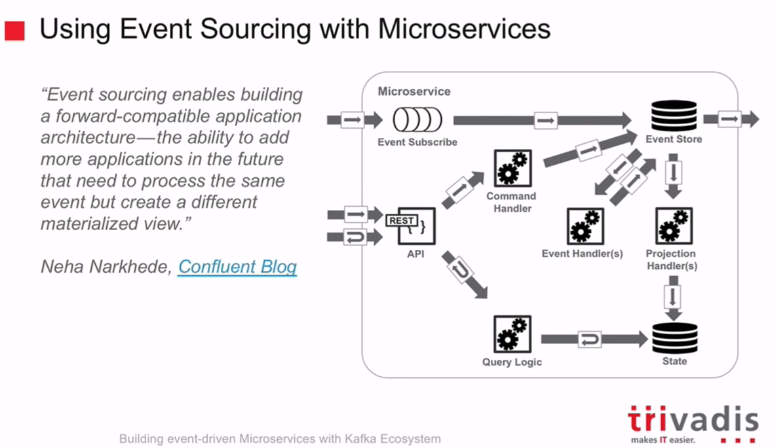 Using Event Sourcing with Microservices
“Event sourcing enables building
a forward-compatible application
architecture — the ability to add
more applications in the future
that need to process the same
event but create a different
materialized view.”
Neha Narkhede, Confluent Blog
Microservice
Event Subscribe
Event Store
Command
Handler
REST
{ }
API
Event Handler(s)
Projection
Handler(s)
Query Logic
State
Building event-driven Microservices with Kafka Ecosystem
trivadis
makes IT easier.